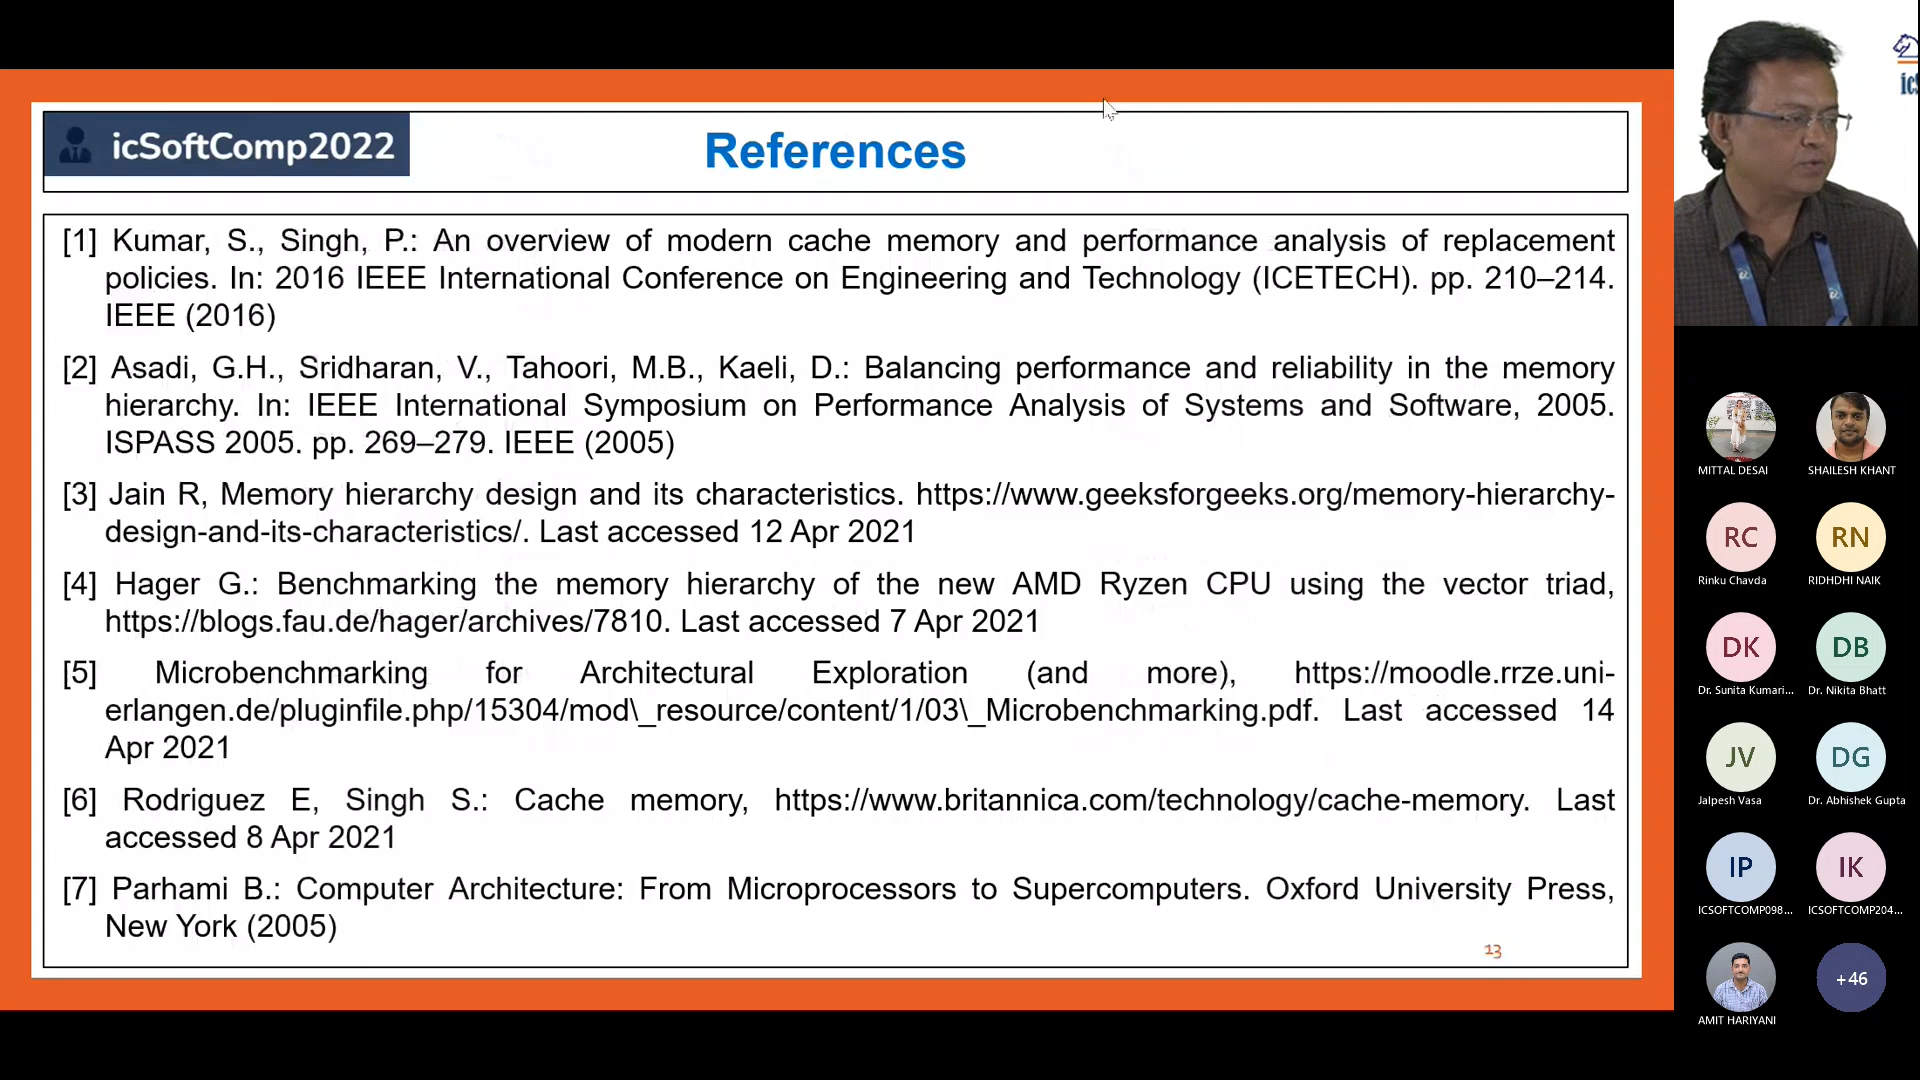 icSoftComp2022
References
[1] Kumar, S., Singh, P.: An overview of modern cache memory and performance analysis of replacement
policies. In: 2016 IEEE International Conference on Engineering and Technology (ICETECH). pp. 210–214.
IEEE (2016)
[2] Asadi, G.H., Sridharan, V., Tahoori, M.B., Kaeli, D.: Balancing performance and reliability in the memory
hierarchy. In: IEEE International Symposium on Performance Analysis of Systems and Software, 2005.
ISPASS 2005. pp. 269–279. IEEE (2005)
[3] Jain R, Memory hierarchy design and its characteristics. https://www.geeksforgeeks.org/memory-hierarchy-
design-and-its-characteristics/. Last accessed 12 Apr 2021
[4] Hager G.: Benchmarking the memory hierarchy of the new AMD Ryzen CPU using the vector triad,
https://blogs.fau.de/hager/archives/7810. Last accessed 7 Apr 2021
[5] Microbenchmarking for Architectural Exploration (and more), https://moodle.rrze.uni-
erlangen.de/pluginfile.php/15304/mod\_resource/content/1/03\_Microbenchmarking.pdf. Last accessed 14
Apr 2021
[6] Rodriguez E, Singh S.: Cache memory, https://www.britannica.com/technology/cache-memory. Last
accessed 8 Apr 2021
[7] Parhami B.: Computer Architecture: From Microprocessors to Supercomputers. Oxford University Press,
New York (2005)
13
MITTAL DESAI
SHAILESH KHANT
RC
RN
Rinku Chavda
RIDHDHI NAIK
DK
DB
Dr. Sunita Kumari...
Dr. Nikita Bhatt
JV
DG
Jalpesh Vasa
Dr. Abhishek Gupta
IP
IK
ICSOFTCOMP098...
ICSOFTCOMP204...
+46
AMIT HARIYANI